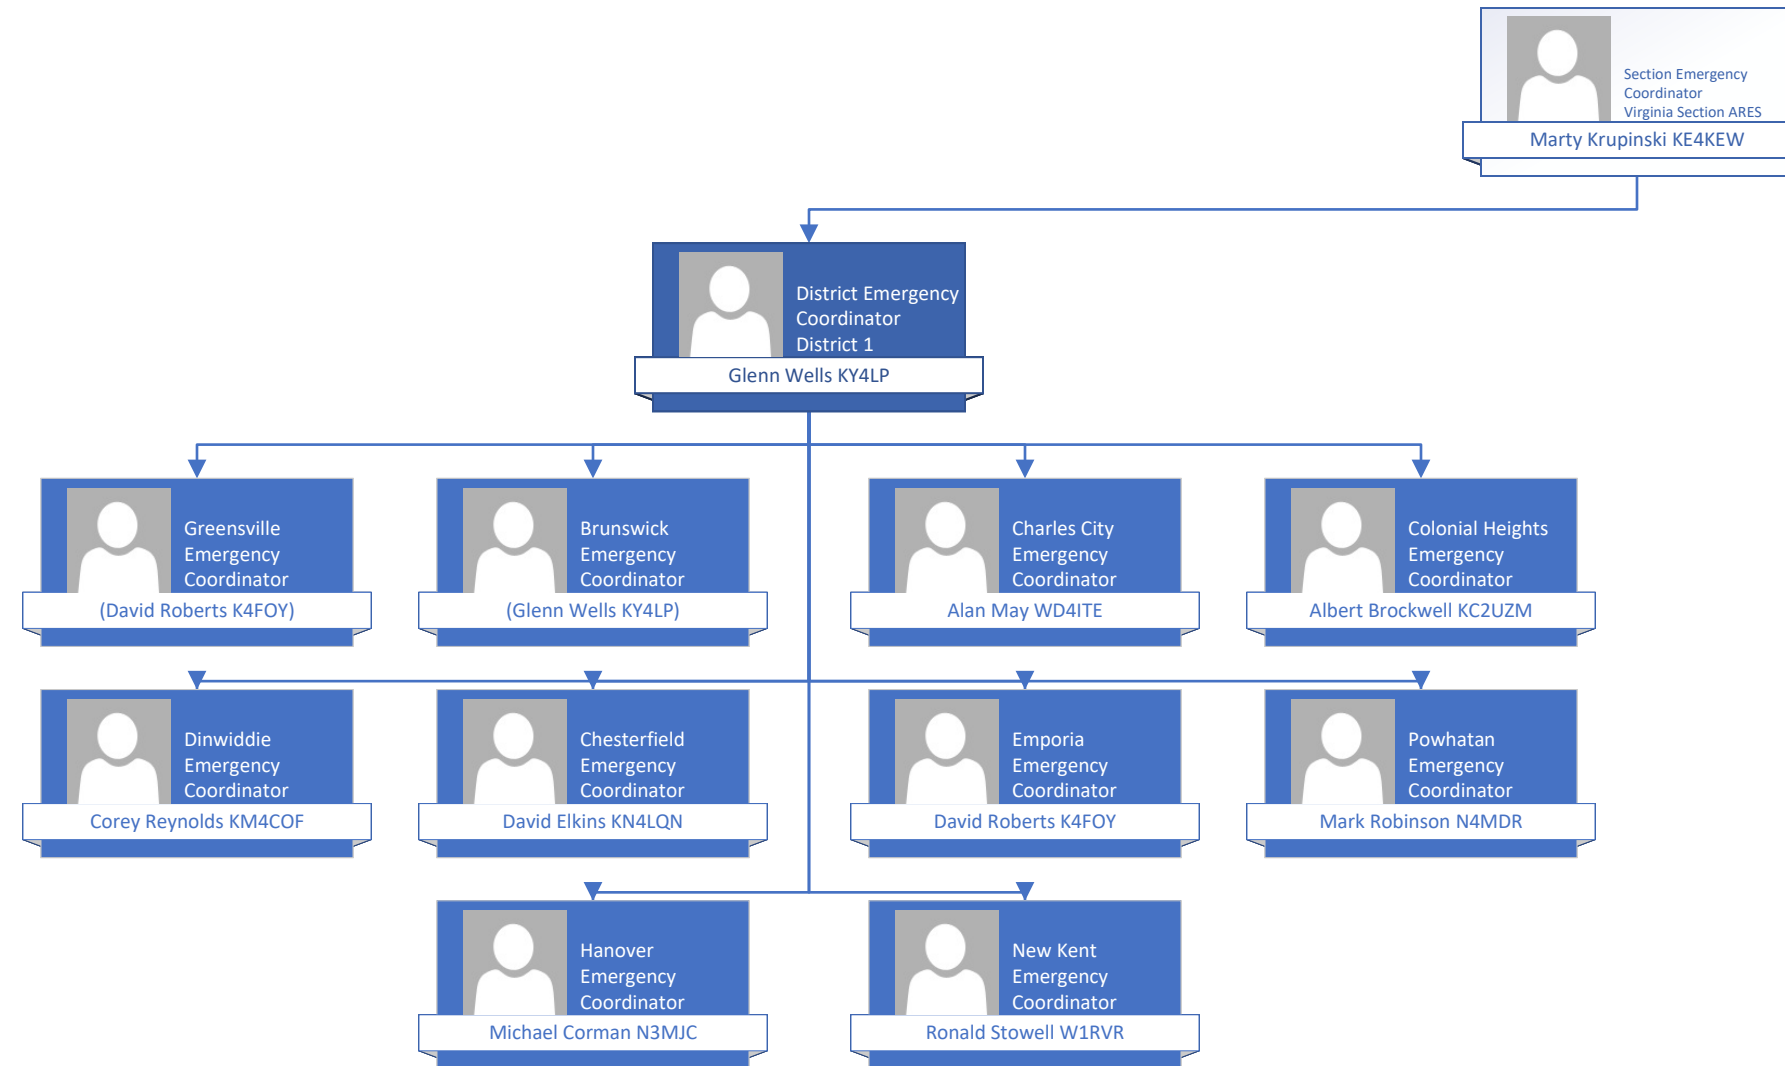 Section Emergency
Coordinator
Virginia Section ARES
Marty Krupinski KE4KEW
District Emergency
Coordinator
District 1
Glenn Wells KY4LP
Greensville
Emergency
Coordinator
(David Roberts K4FOY)
Brunswick
Emergency
Coordinator
(Glenn Wells KY4LP)
Charles City
Emergency
Coordinator
Alan May WD4ITE
Colonial Heights
Emergency
Coordinator
Albert Brockwell KC2UZM
Dinwiddie
Emergency
Coordinator
Corey Reynolds KM4COF
Chesterfield
Emergency
Coordinator
David Elkins KN4LQN
Emporia
Emergency
Coordinator
David Roberts K4FOY
Powhatan
Emergency
Coordinator
Mark Robinson N4MDR
Hanover
Emergency
Coordinator
Michael Corman N3MJC
New Kent
Emergency
Coordinator
Ronald Stowell W1RVR